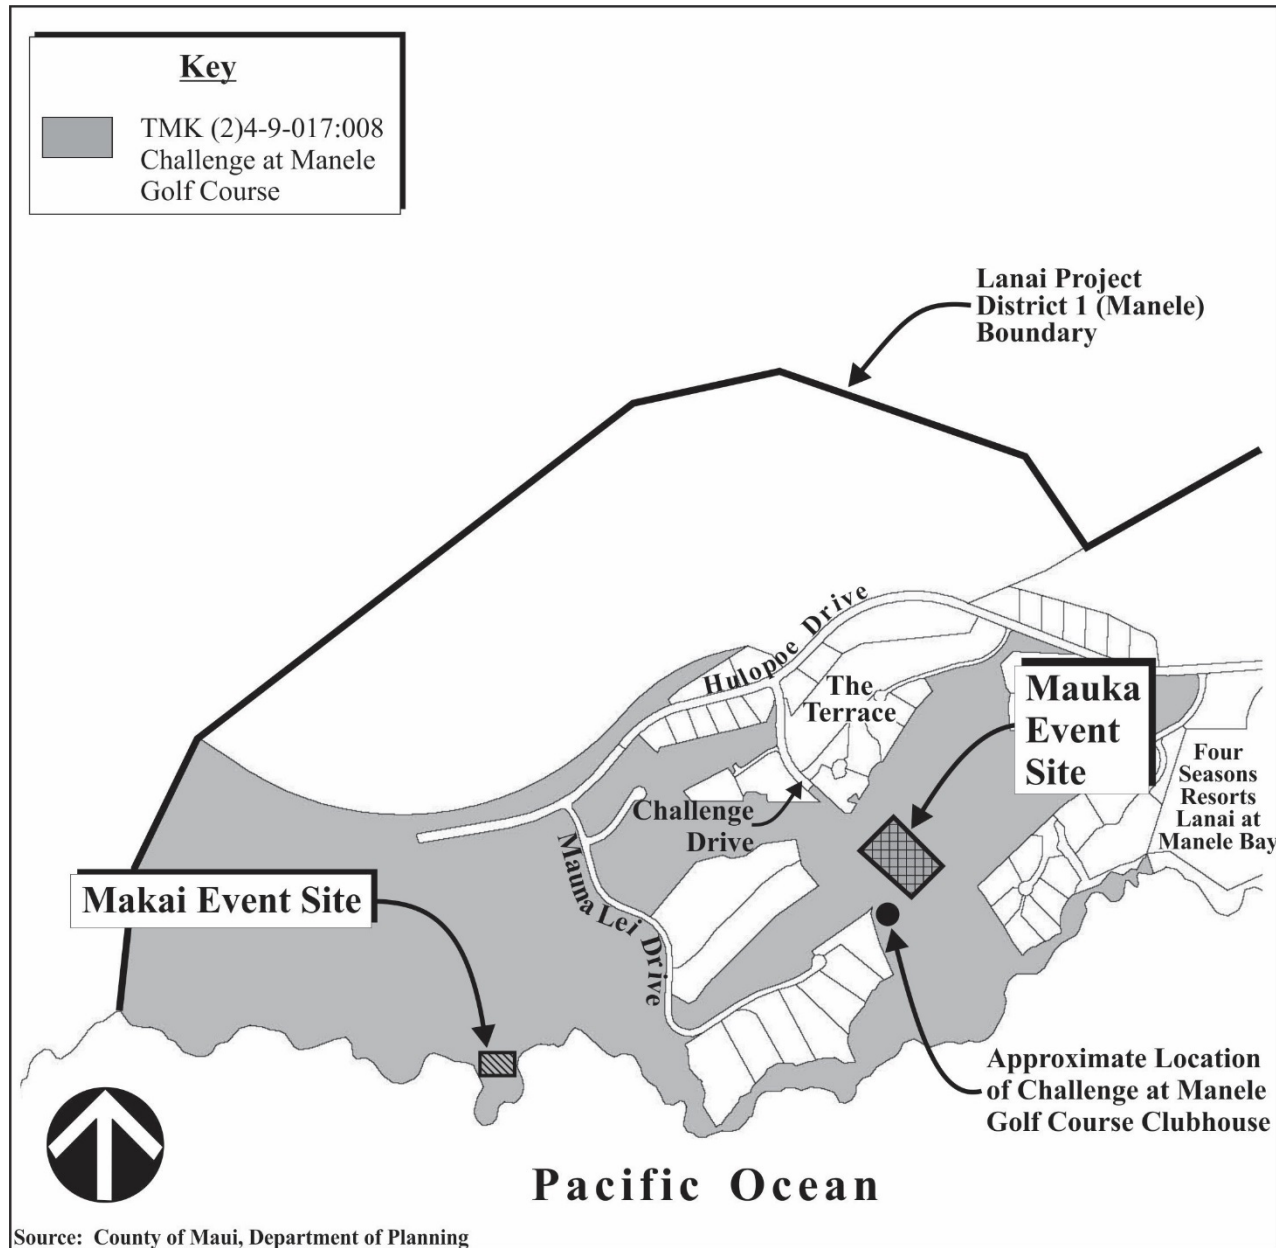 Key
TMK (2)4-9-017:008
Challenge at Manele
Golf Course
Lanai Project
District 1 (Manele)
Boundary
Hulopoe Drive
The
Terrace
Mauka
Event
Site
Four
Seasons
Resorts
Lanai at
Manele Bay
Challenge
Drive
Mauna Lei Drive
Makai Event Site
Approximate Location
of Challenge at Manele
Golf Course Clubhouse
Pacific Ocean
Source: County of Maui, Department of Planning